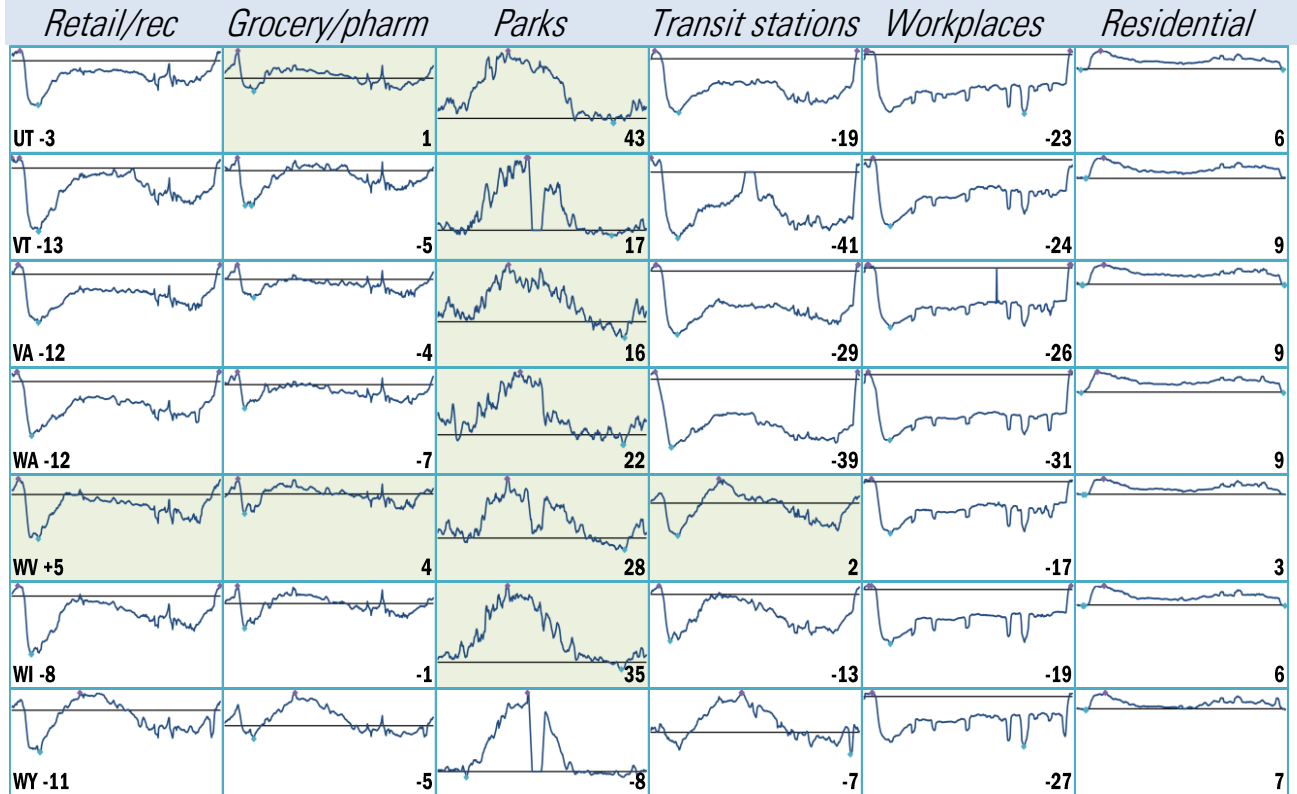 Retail/rec Grocery/pharm Parks Transit stations Workplaces Residential
UT -3 1 43 -19 -23 6
VT -13 -5 17 -41 -24 9
VA -12 -4 16 -29 -26 9
WA -12 -7 22 -39 -31 9
WV +5 4 28 2 -17 3
WI -8 -1 35 -13 -19 6
WY -11 -5 -8 -7 -27 7